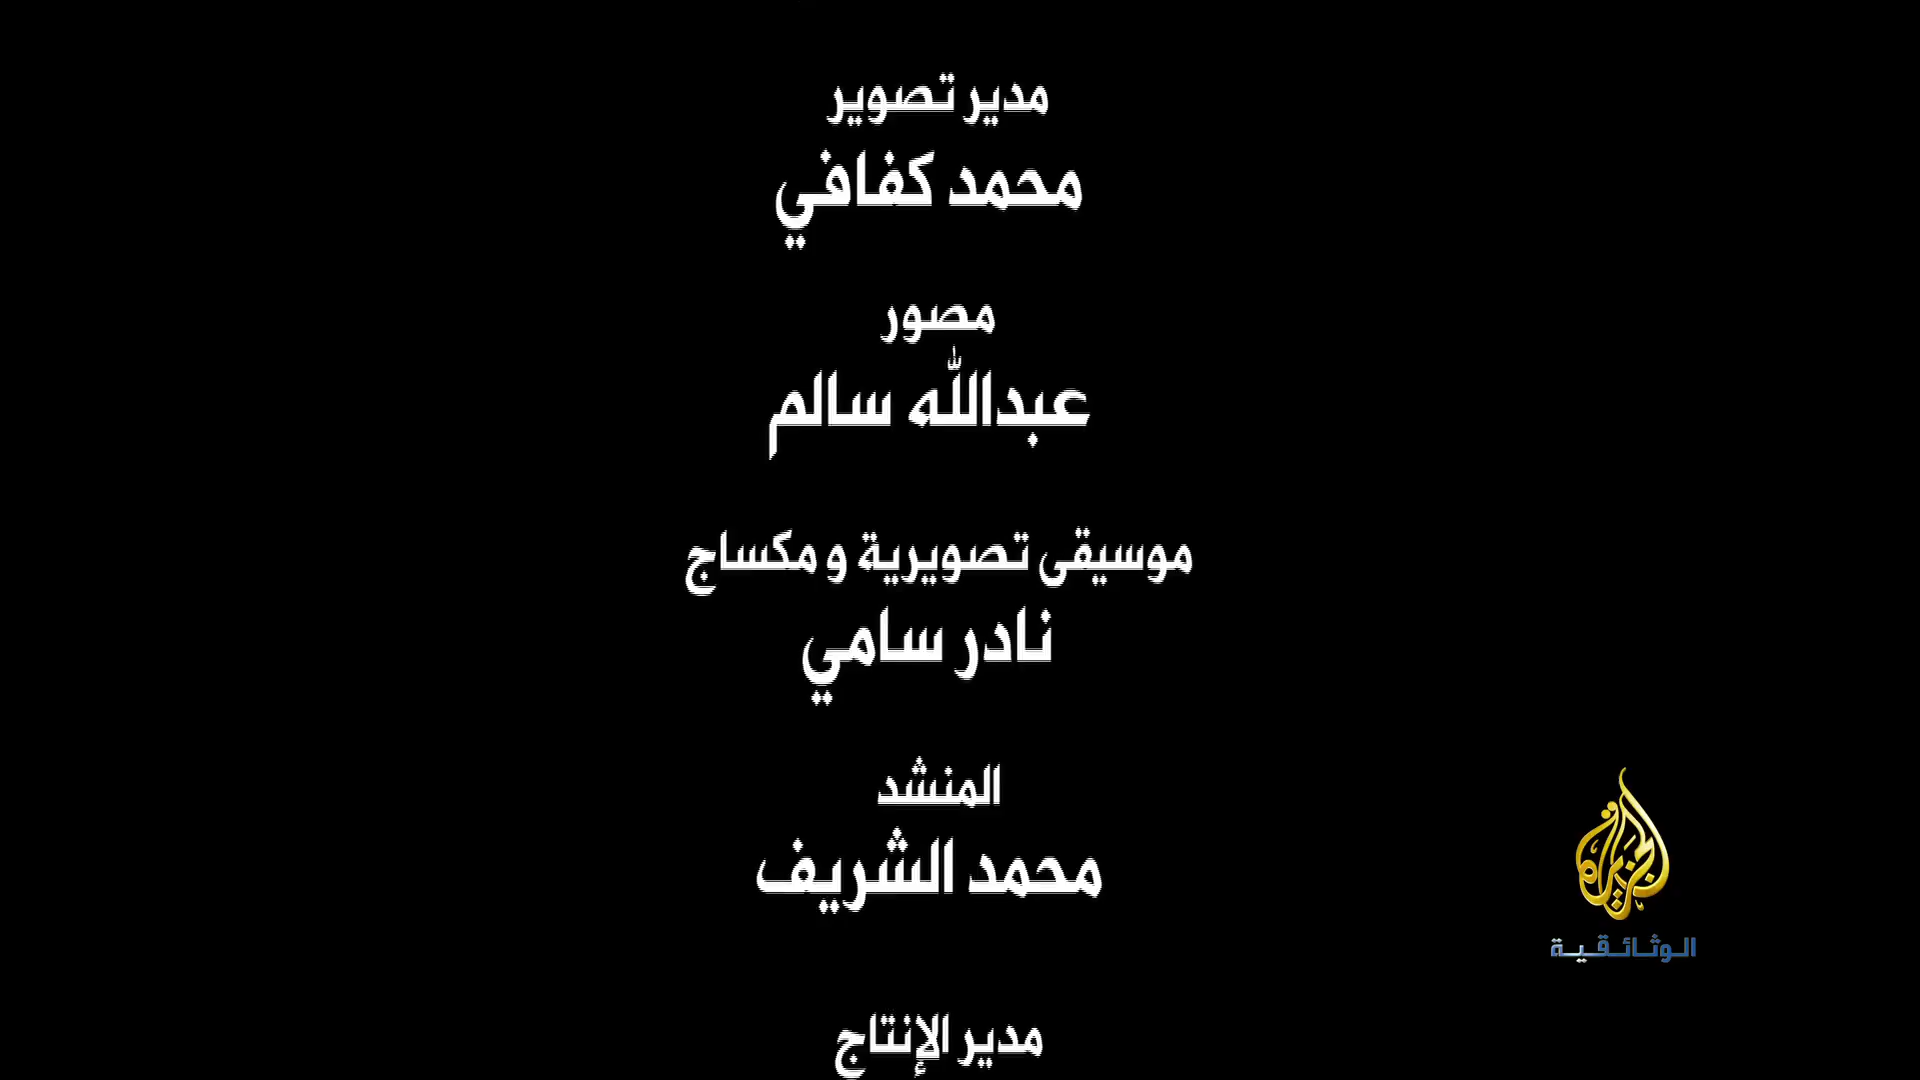 مدير تصوير
محمد كفافي
مصور
عبدالله سالم
موسيقى تصويرية و مكساج
نادر سامي
المنشد
محمد الشريف
الجزيرة
الوثائقية
مدير الإنتاج